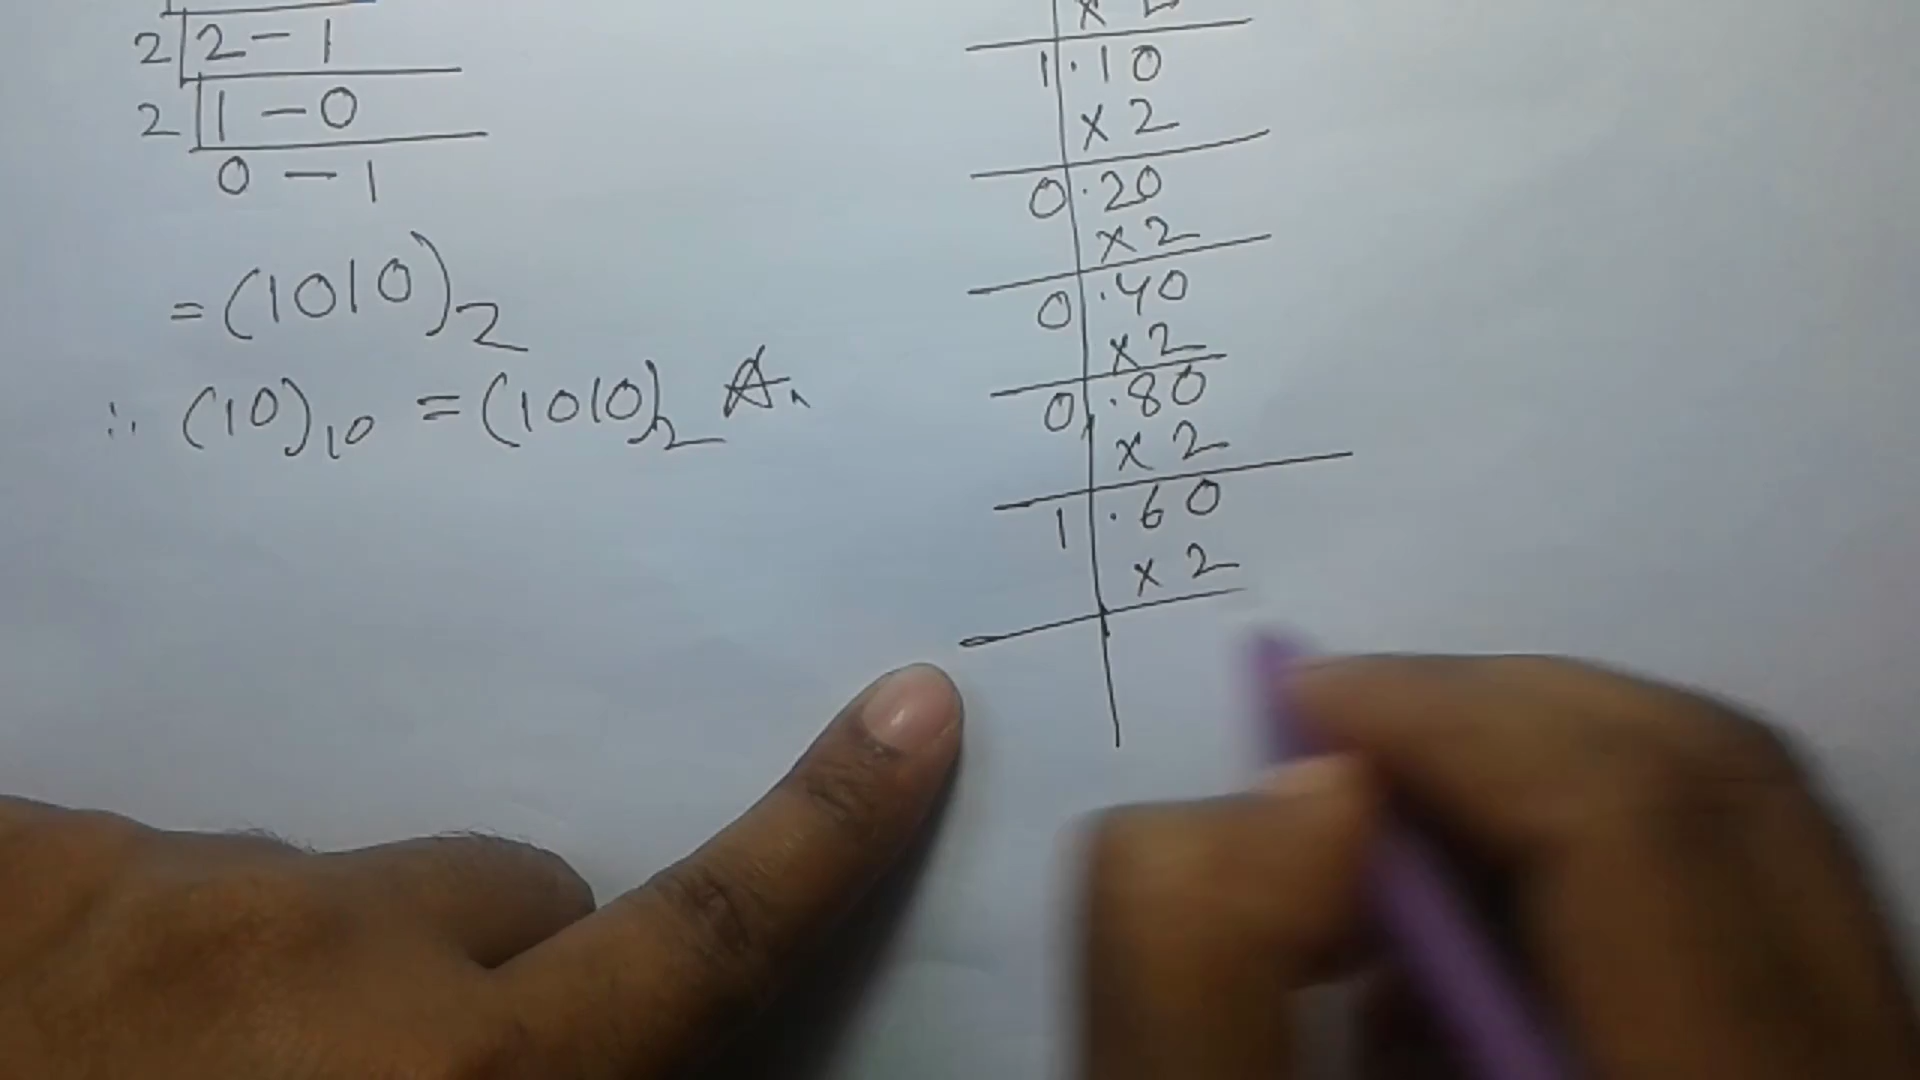 2 2 - 1
2 1 - 0
0 - 1
= (1010)2
∴ (10)10 = (1010)2 A
x
1 .10
x 2
0 .20
x 2
0 .40
x 2
0 .80
x 2
1 .60
x 2